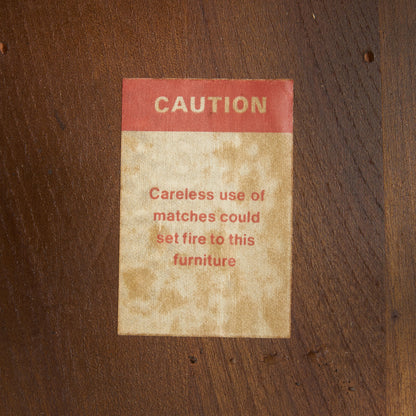 CAUTION
Careless use of
matches could
set fire to this
furniture